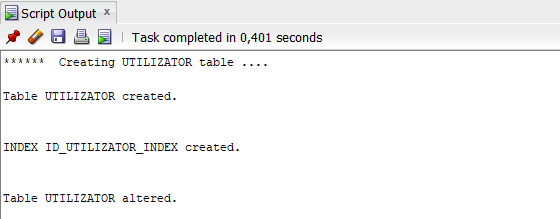 Script Output x
Task completed in 0,401 seconds
****** Creating UTILIZATOR table ....
Table UTILIZATOR created.
INDEX ID_UTILIZATOR_INDEX created.
Table UTILIZATOR altered.